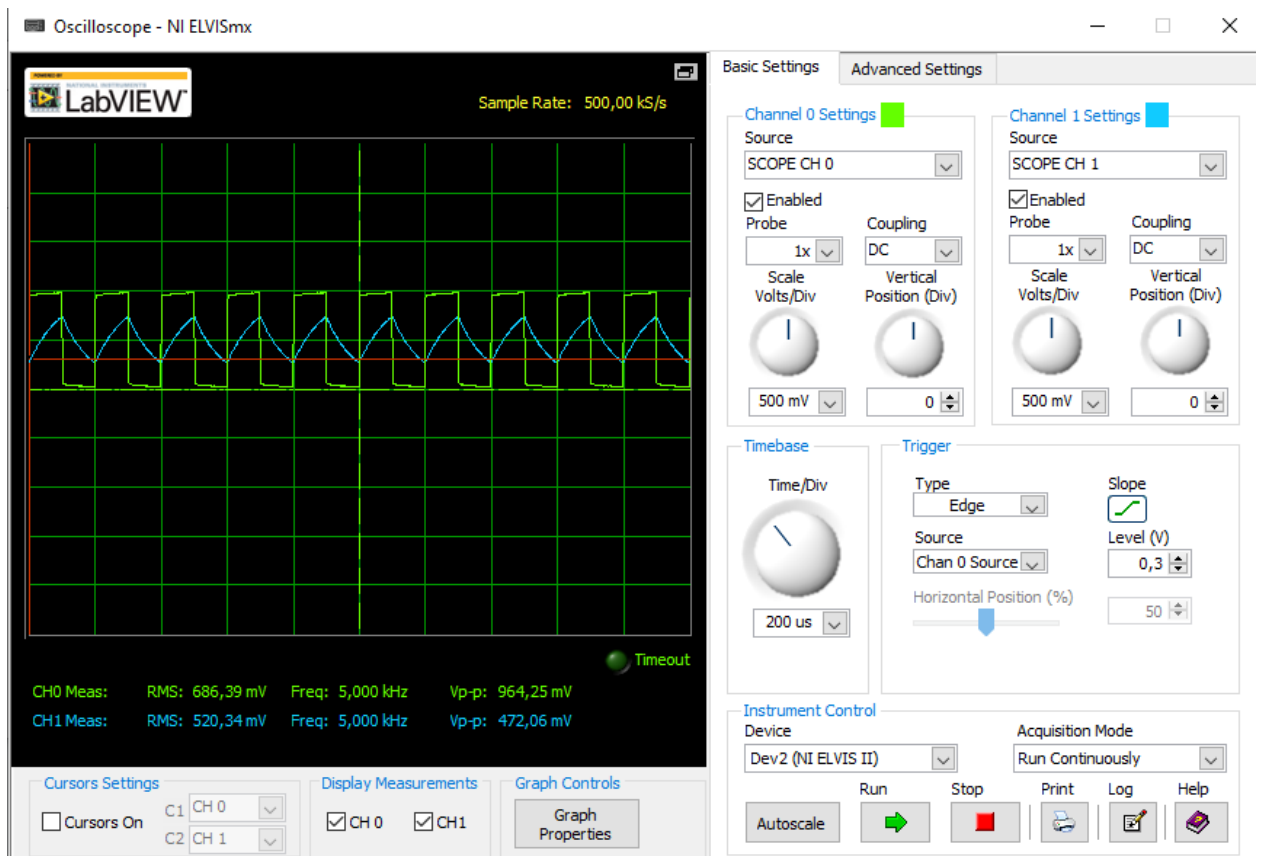 Oscilloscope - NI ELVISmx
POWERED BY
NATIONAL INSTRUMENTS
LabVIEW™
Sample Rate: 500,00 kS/s
Timeout
CH0 Meas: RMS: 686,39 mV Freq: 5,000 kHz Vp-p: 964,25 mV
CH1 Meas: RMS: 520,34 mV Freq: 5,000 kHz Vp-p: 472,06 mV
Cursors Settings
Cursors On
C1 CH 0
C2 CH 1
Display Measurements
CH 0 CH1
Graph Controls
Graph
Properties
Basic Settings Advanced Settings
Channel 0 Settings
Source
SCOPE CH 0
Enabled
Probe Coupling
1x DC
Scale Vertical
Volts/Div Position (Div)
500 mV 0
Channel 1 Settings
Source
SCOPE CH 1
Enabled
Probe Coupling
1x DC
Scale Vertical
Volts/Div Position (Div)
500 mV 0
Timebase
Time/Div
200 us
Trigger
Type Slope
Edge
Source Level (V)
Chan 0 Source 0,3
Horizontal Position (%)
50
Instrument Control
Device Acquisition Mode
Dev2 (NI ELVIS II) Run Continuously
Run Stop Print Log Help
Autoscale